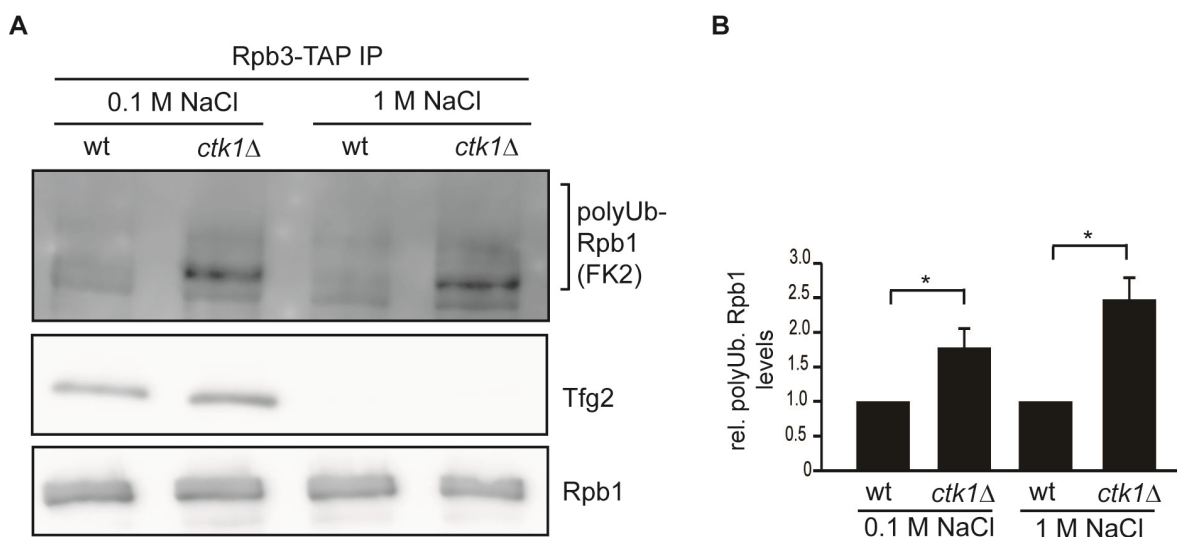 A
Rpb3-TAP IP
0.1 M NaCl 1 M NaCl
wt ctk1Δ wt ctk1Δ
polyUb-
Rpb1
(FK2)
Tfg2
Rpb1
B
rel. polyUb. Rpb1
levels
3.0
2.5
2.0
1.5
1.0
0.5
0
* *
wt ctk1Δ wt ctk1Δ
0.1 M NaCl 1 M NaCl